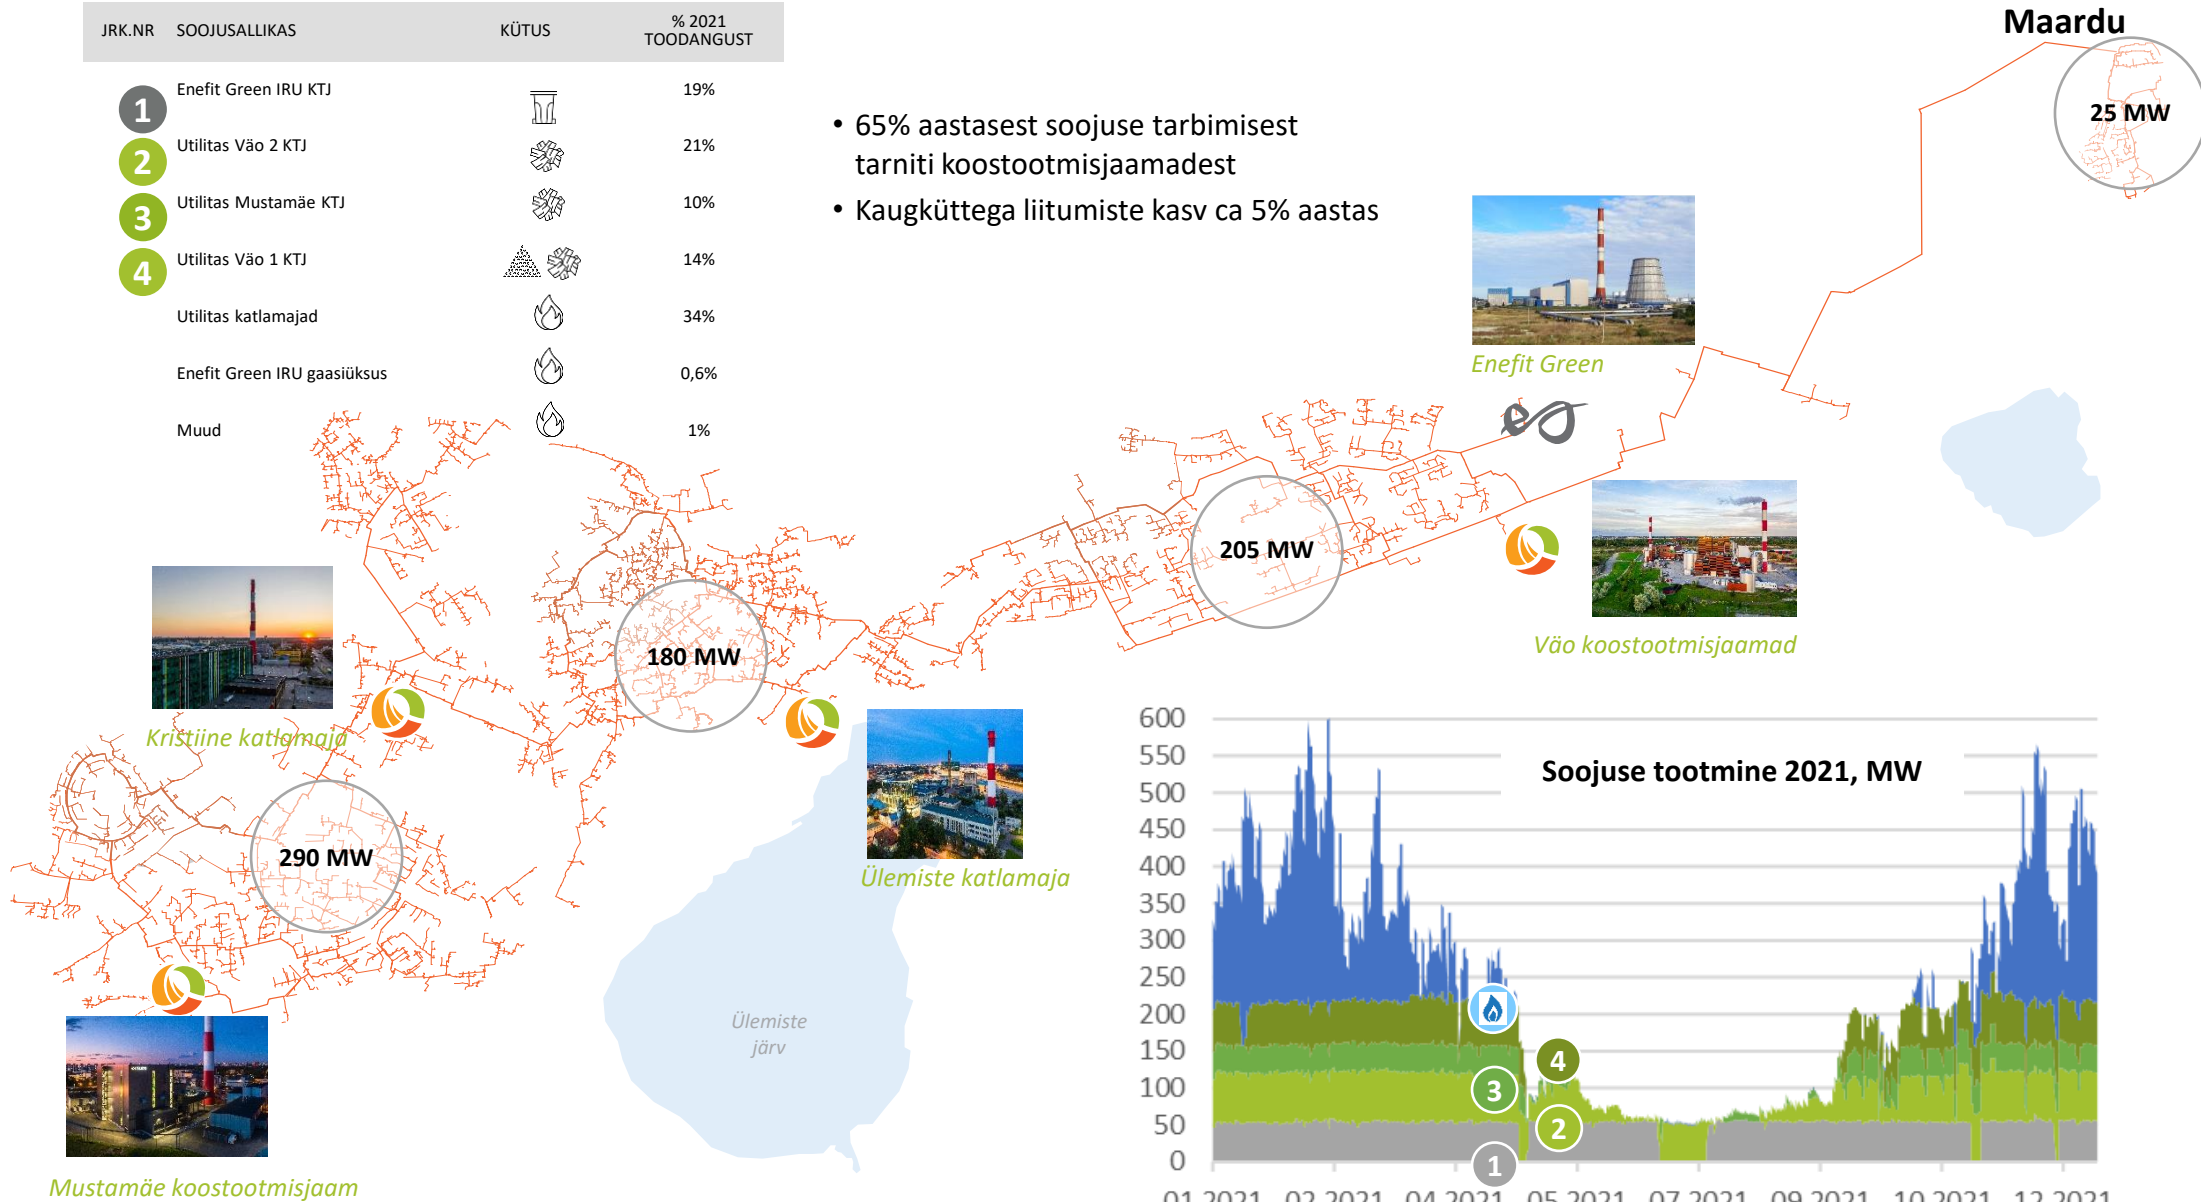 JRK.NR SOOJUSALLIKAS KÜTUS % 2021 TOODANGUST
1 Enefit Green IRU KTJ 19%
2 Utilitas Väo 2 KTJ 21%
3 Utilitas Mustamäe KTJ 10%
4 Utilitas Väo 1 KTJ 14%
Utilitas katlamajad 34%
Enefit Green IRU gaasiüksus 0,6%
Muud 1%
• 65% aastasest soojuse tarbimisest
tarniti koostootmisjaamadest
• Kaugküttega liitumiste kasv ca 5% aastas
Maardu
25 MW
Enefit Green
205 MW
Väo koostootmisjaamad
180 MW
Kristiine katlamaja
290 MW
Ülemiste katlamaja
Ülemiste
järv
Mustamäe koostootmisjaam
Soojuse tootmine 2021, MW
600
550
500
450
400
350
300
250
200
150
100
50
0
4
3
2
1
01.2021 02.2021 04.2021 05.2021 07.2021 09.2021 10.2021 12.2021